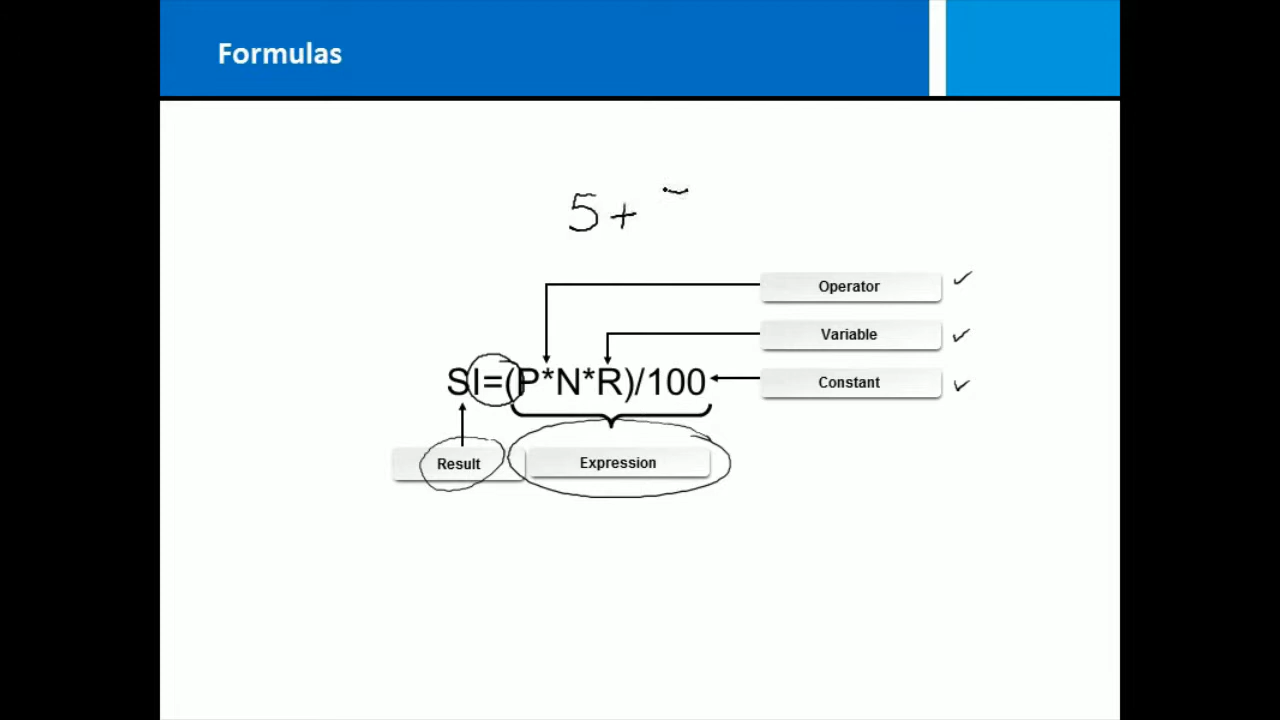 Formulas
5+
Operator
Variable
SI=(P*N*R)/100
Constant
Result
Expression